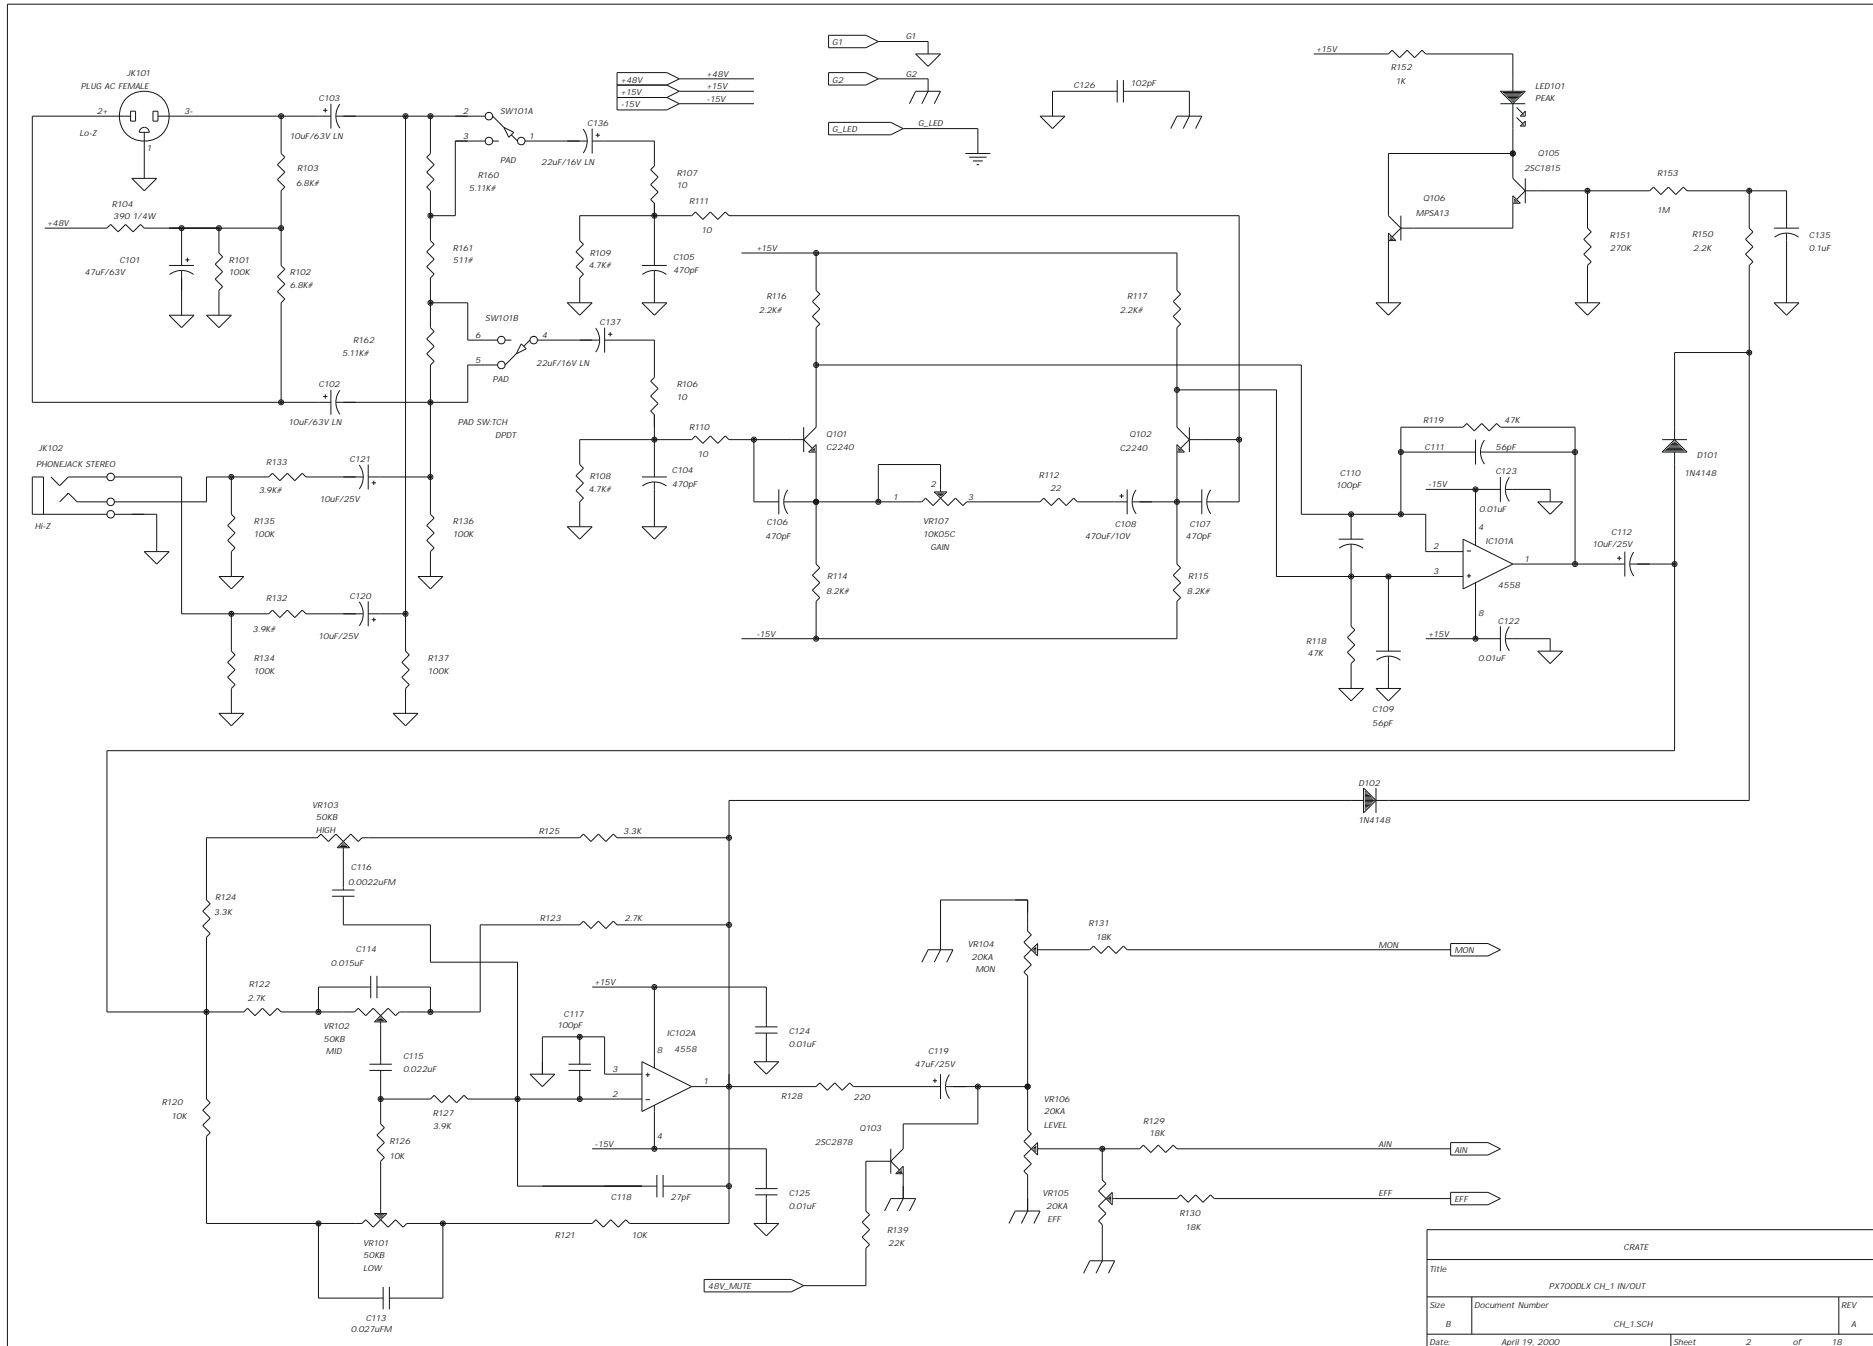 JK101
PLUG AC FEMALE
2+
3-
1
Lo-Z
C103
10uF/63V LN
R103
6.8K#
R104
390 1/4W
+48V
C101
47uF/63V
R101
100K
R102
6.8K#
C102
10uF/63V LN
R160
5.11K#
R161
511#
R162
5.11K#
2
3
SW101A
1
PAD
C136
22uF/16V LN
SW101B
6
5
4
PAD
C137
22uF/16V LN
PAD SW:TCH
DPDT
+48V
+48V
+15V
+15V
-15V
-15V
G1
G1
G2
G2
G_LED
G_LED
C126
102pF
R107
10
R111
10
R109
4.7K#
C105
470pF
R106
10
R110
10
R108
4.7K#
C104
470pF
+15V
R116
2.2K#
R117
2.2K#
Q101
C2240
Q102
C2240
C106
470pF
1
2
3
VR107
10K05C
GAIN
R112
22
C108
470uF/10V
C107
470pF
R114
8.2K#
R115
8.2K#
-15V
+15V
R152
1K
LED101
PEAK
Q105
2SC1815
Q106
MPSA13
R153
1M
R151
270K
R150
2.2K
C135
0.1uF
R119
47K
C111
56pF
C110
100pF
-15V
C123
0.01uF
4
IC101A
2
3
1
4558
8
+15V
C122
0.01uF
C112
10uF/25V
D101
1N4148
R118
47K
C109
56pF
JK102
PHONEJACK STEREO
Hi-Z
R133
3.9K#
C121
10uF/25V
R135
100K
R136
100K
R132
3.9K#
C120
10uF/25V
R134
100K
R137
100K
D102
1N4148
VR103
50KB
HIGH
R125
3.3K
C116
0.0022uFM
R124
3.3K
R123
2.7K
C114
0.015uF
R122
2.7K
VR102
50KB
MID
C115
0.022uF
R120
10K
R127
3.9K
R126
10K
VR101
50KB
LOW
C113
0.027uFM
R121
10K
+15V
C117
100pF
IC102A
8
4558
3
2
1
4
-15V
C124
0.01uF
C125
0.01uF
C118
27pF
R128
220
C119
47uF/25V
Q103
2SC2878
R139
22K
48V_MUTE
VR104
20KA
MON
R131
18K
MON
MON
VR106
20KA
LEVEL
R129
18K
AIN
AIN
VR105
20KA
EFF
R130
18K
EFF
EFF
CRATE
Title
PX700DLX CH_1 IN/OUT
Size
Document Number
REV
B
CH_1.SCH
A
Date:
April 19, 2000
Sheet
2
of
18